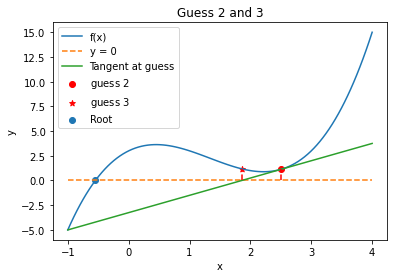 Guess 2 and 3
f(x)
y = 0
Tangent at guess
guess 2
guess 3
Root
15.0
12.5
10.0
7.5
5.0
2.5
0.0
−2.5
−5.0
y
−1
0
1
2
3
4
x